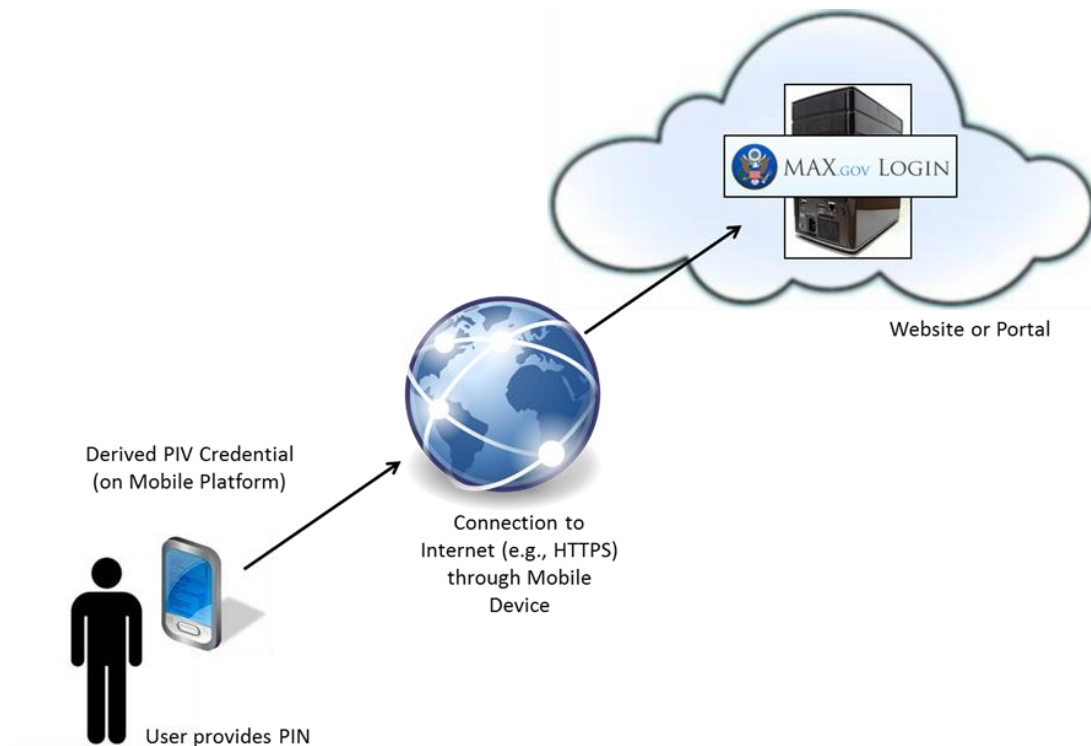 MAX.GOV LOGIN
Website or Portal
Derived PIV Credential
(on Mobile Platform)
Connection to
Internet (e.g., HTTPS)
through Mobile
Device
User provides PIN